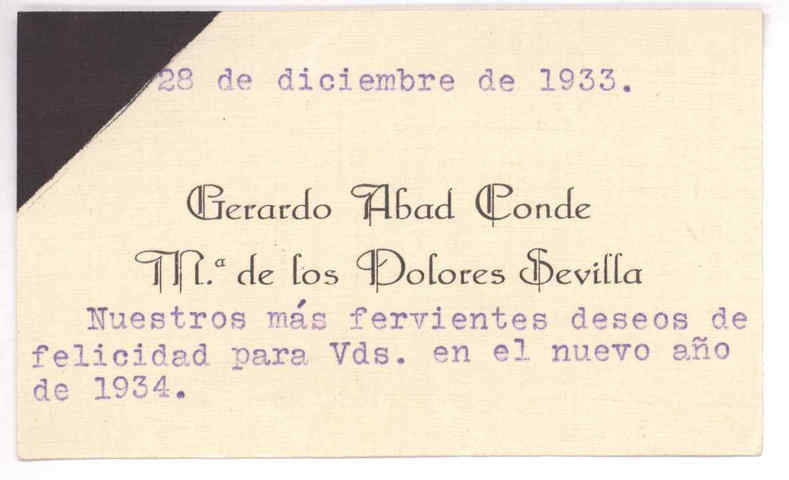 28 de diciembre de 1933.
Gerardo Abad Conde
M.ª de los Dolores Sevilla
Nuestros más fervientes deseos de
felicidad para Vds. en el nuevo año
de 1934.